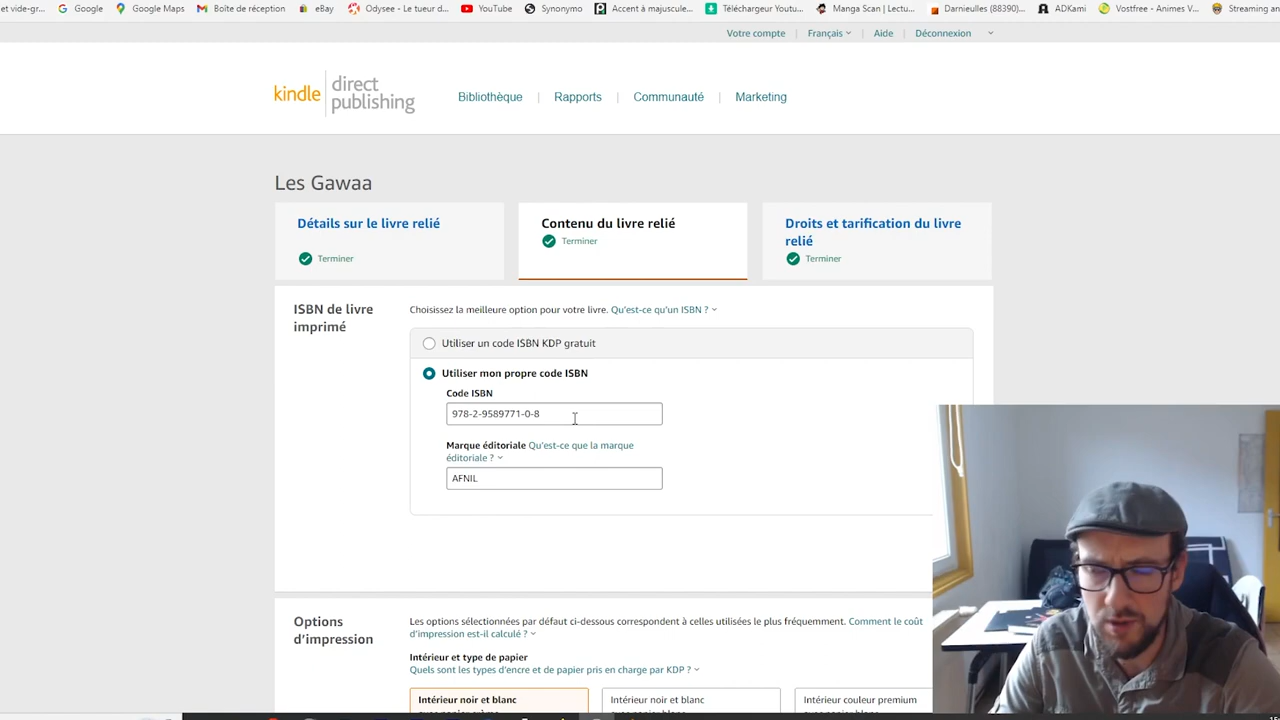 et vide-gr... Google Google Maps Boîte de réception eBay Odysee - Le tueur d... YouTube Synonymo Accent à majuscule... Téléchargeur Youtu... Manga Scan | Lectu... Darnieulles (88390)... ADKami Vostfree - Animes V... Streaming an
Votre compte Français Aide Déconnexion
kindle direct publishing
Bibliothèque Rapports Communauté Marketing
Les Gawaa
Détails sur le livre relié
Terminer
Contenu du livre relié
Terminer
Droits et tarification du livre
relié
Terminer
ISBN de livre
imprimé
Choisissez la meilleure option pour votre livre. Qu'est-ce qu'un ISBN ?
Utiliser un code ISBN KDP gratuit
Utiliser mon propre code ISBN
Code ISBN
978-2-9589771-0-8
Marque éditoriale Qu'est-ce que la marque
éditoriale ?
AFNIL
Options
d'impression
Les options sélectionnées par défaut ci-dessous correspondent à celles utilisées le plus fréquement. Comment le coût
d'impression est-il calculé ?
Intérieur et type de papier
Quels sont les types d'encre et de papier pris en charge par KDP ?
Intérieur noir et blanc
Intérieur noir et blanc
Intérieur couleur premium